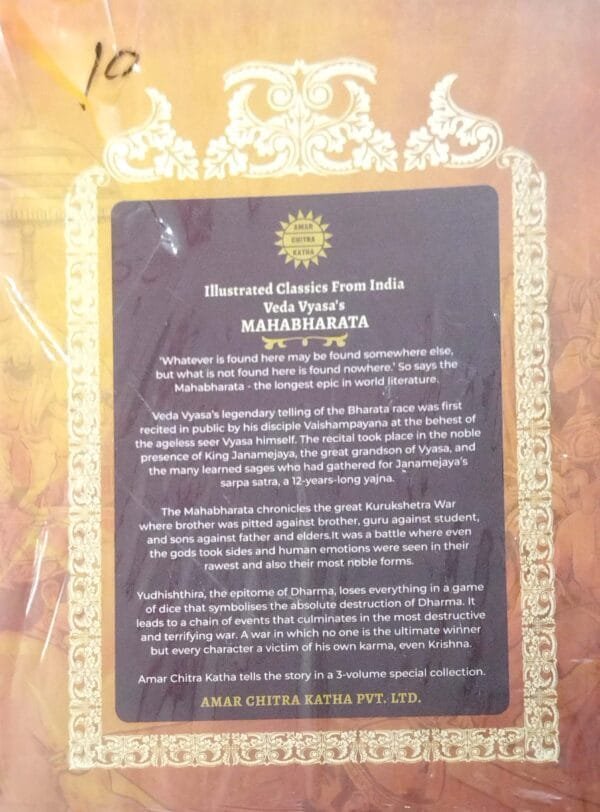 10
AMAR
CHITRA
KATHA
Illustrated Classics From India
Veda Vyasa's
MAHABHARATA
'Whatever is found here may be found somewhere else,
but what is not found here is found nowhere.' So says the
Mahabharata - the longest epic in world literature.
Veda Vyasa's legendary telling of the Bharata race was first
recited in public by his disciple Vaishampayana at the behest of
the ageless seer Vyasa himself. The recital took place in the noble
presence of King Janamejaya, the great grandson of Vyasa, and
the many learned sages who had gathered for Janamejaya's
sarpa satra, a 12-years-long yajna.
The Mahabharata chronicles the great Kurukshetra War
where brother was pitted against brother, guru against student,
and sons against father and elders.It was a battle where even
the gods took sides and human emotions were seen in their
rawest and also their most noble forms.
Yudhishthira, the epitome of Dharma, loses everything in a game
of dice that symbolises the absolute destruction of Dharma. It
leads to a chain of events that culminates in the most destructive
and terrifying war. A war in which no one is the ultimate winner
but every character a victim of his own karma, even Krishna.
Amar Chitra Katha tells the story in a 3-volume special collection.
AMAR CHITRA KATHA PVT. LTD.